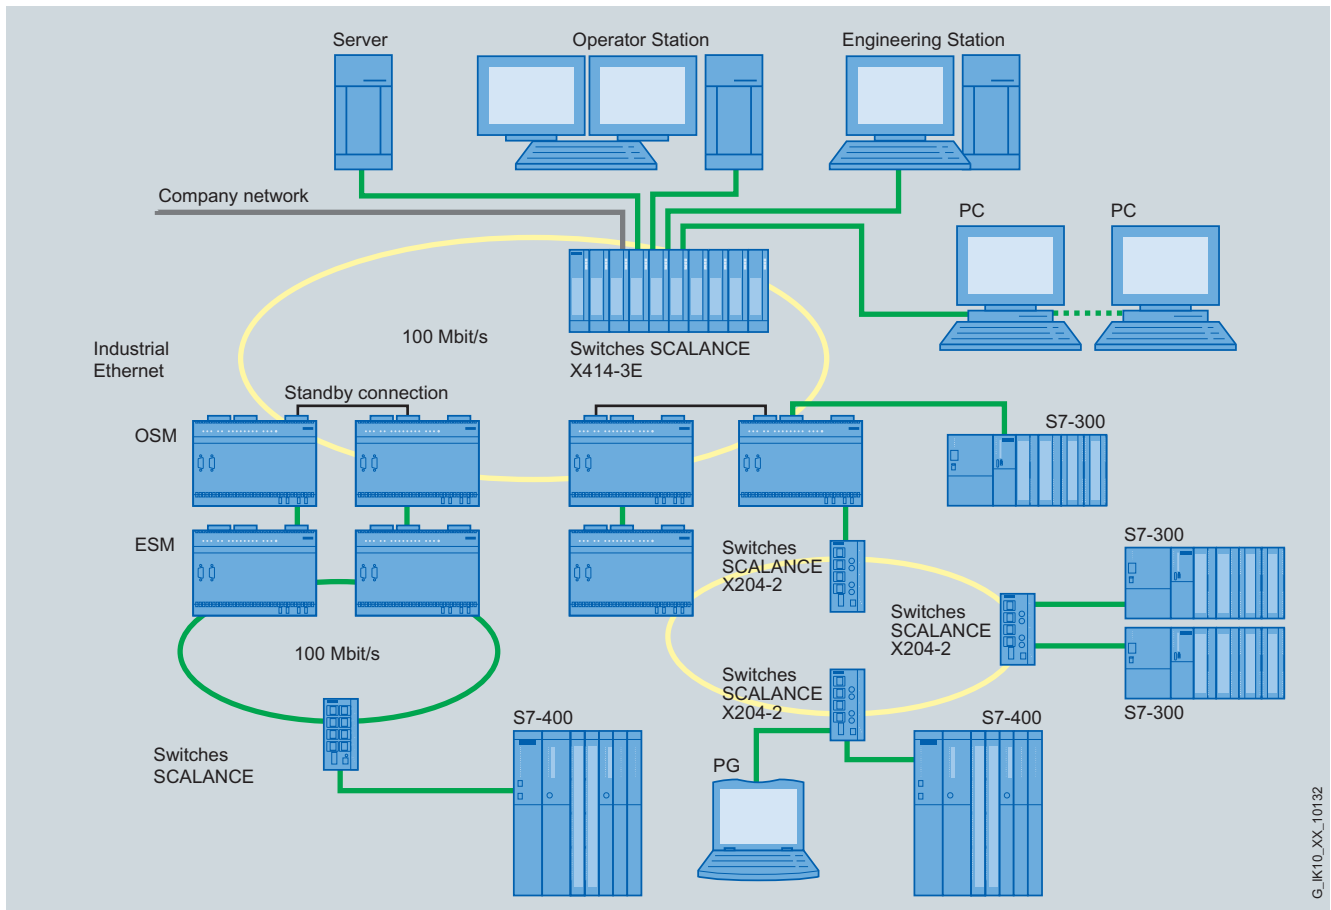 Server
Operator Station
Engineering Station
Company network
PC
PC
100 Mbit/s
Switches SCALANCE
X414-3E
Industrial
Ethernet
Standby connection
OSM
S7-300
ESM
Switches
SCALANCE
X204-2
S7-300
Switches
SCALANCE
X204-2
100 Mbit/s
Switches
SCALANCE
X204-2
S7-300
S7-400
S7-400
Switches
SCALANCE
PG
G_IK10_XX_10132